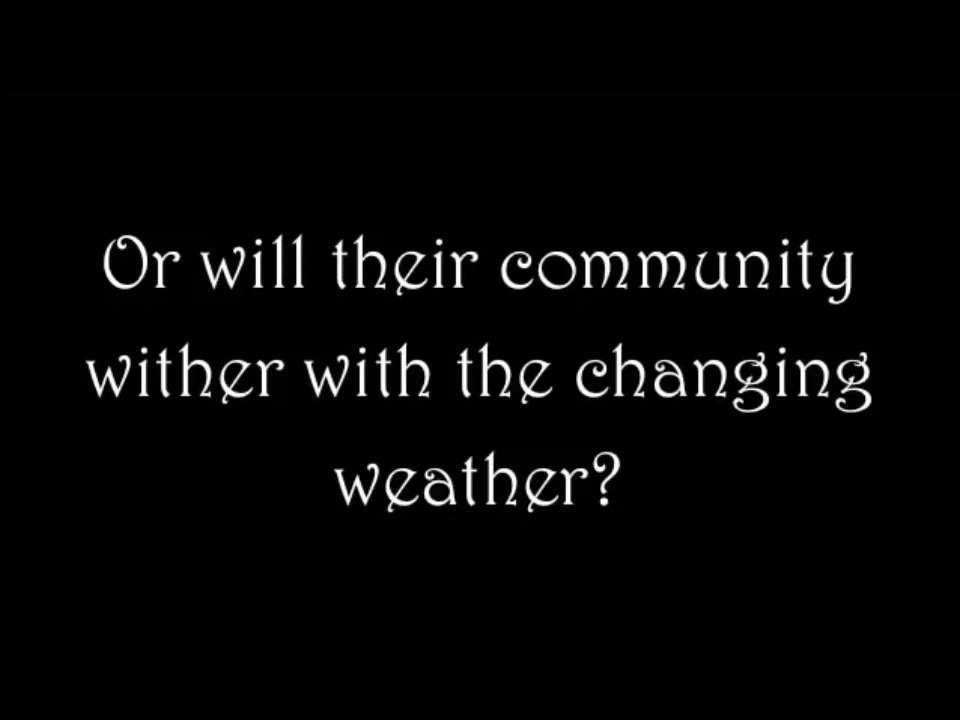 Or will their community
wither with the changing
weather?